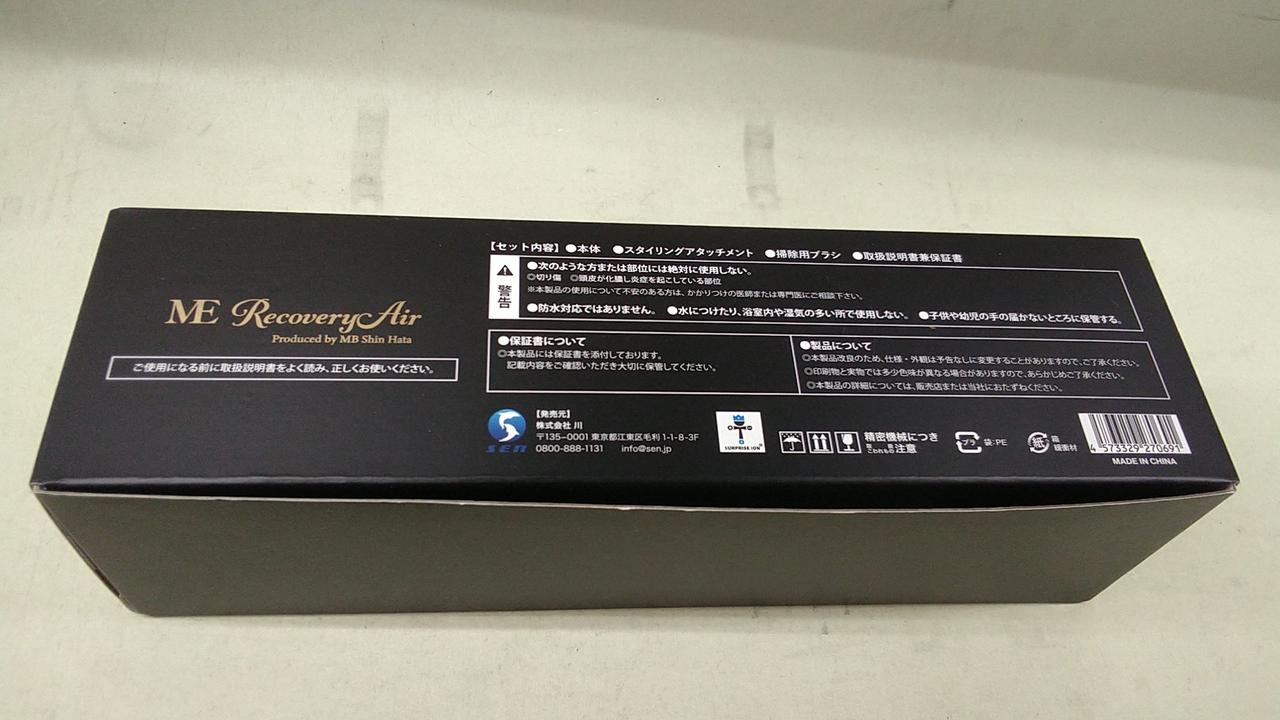 ME Recovery Air
Produced by MB Shin Hata
ご使用になる前に取扱説明書をよく読み、正しくお使いください。
【セット内容】●本体 ●スタイリングアタッチメント ●掃除用ブラシ ●取扱説明書兼保証書
警告
●次のような方または部位には絶対に使用しない。
◎切り傷 ◎頭皮が化膿し炎症を起こしている部位
※本製品の使用について不安のある方は、かかりつけの医師または専門医にご相談下さい。
●防水対応ではありません。 ●水につけたり、浴室内や湿気の多い所で使用しない。 ●子供や幼児の手の届かないところに保管する。
●保証書について
◎本製品には保証書を添付しております。
記載内容をご確認いただき大切に保管してください。
●製品について
◎本製品改良のため、仕様・外観は予告なしに変更することがありますので、ご了承ください。
◎印刷物と実物では多少色味が異なる場合がありますので、あらかじめご了承ください。
◎本製品の詳細については、販売店または当社におたずねください。
SEN
【発売元】
株式会社 川
〒135-0001 東京都江東区毛利 1-1-8-3F
0800-888-1131 info@sen.jp
SURPRISE ION
精密機械につき
取扱注意
こわれもの
プラ
袋:PE
紙
箱
緩衝材
4 573329 270691
MADE IN CHINA